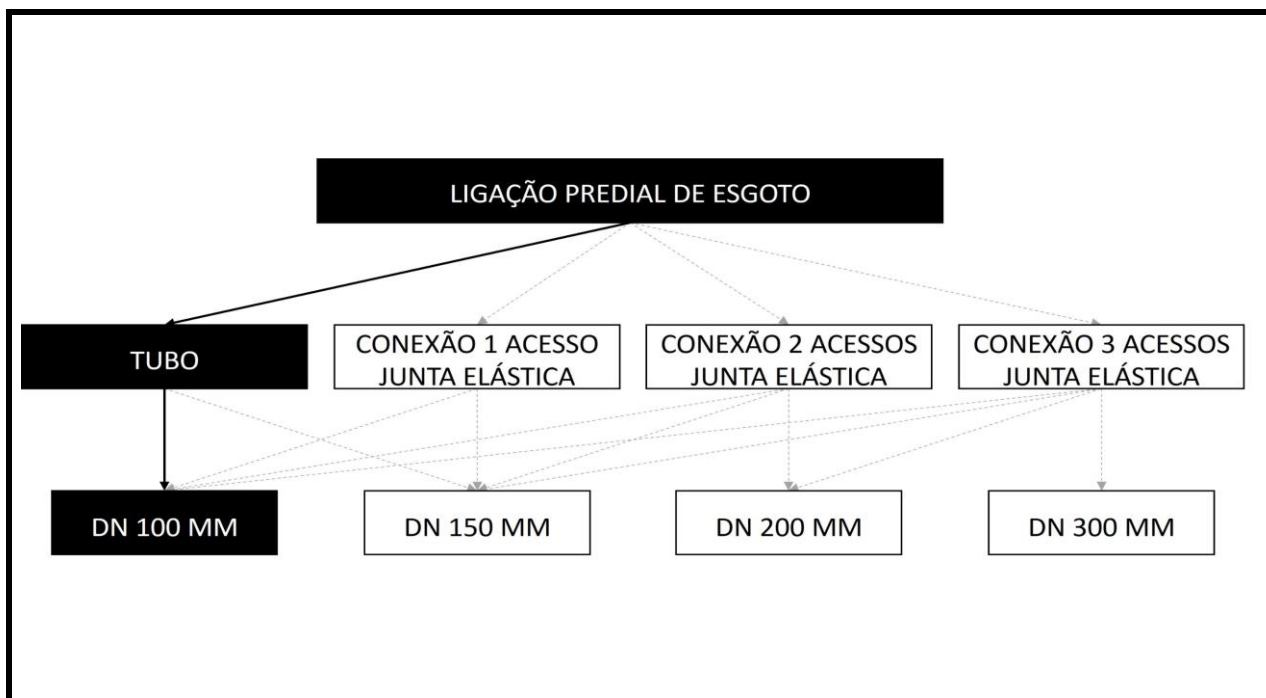 LIGAÇÃO PREDIAL DE ESGOTO
TUBO
CONEXÃO 1 ACESSO
JUNTA ELÁSTICA
CONEXÃO 2 ACESSOS
JUNTA ELÁSTICA
CONEXÃO 3 ACESSOS
JUNTA ELÁSTICA
DN 100 MM
DN 150 MM
DN 200 MM
DN 300 MM